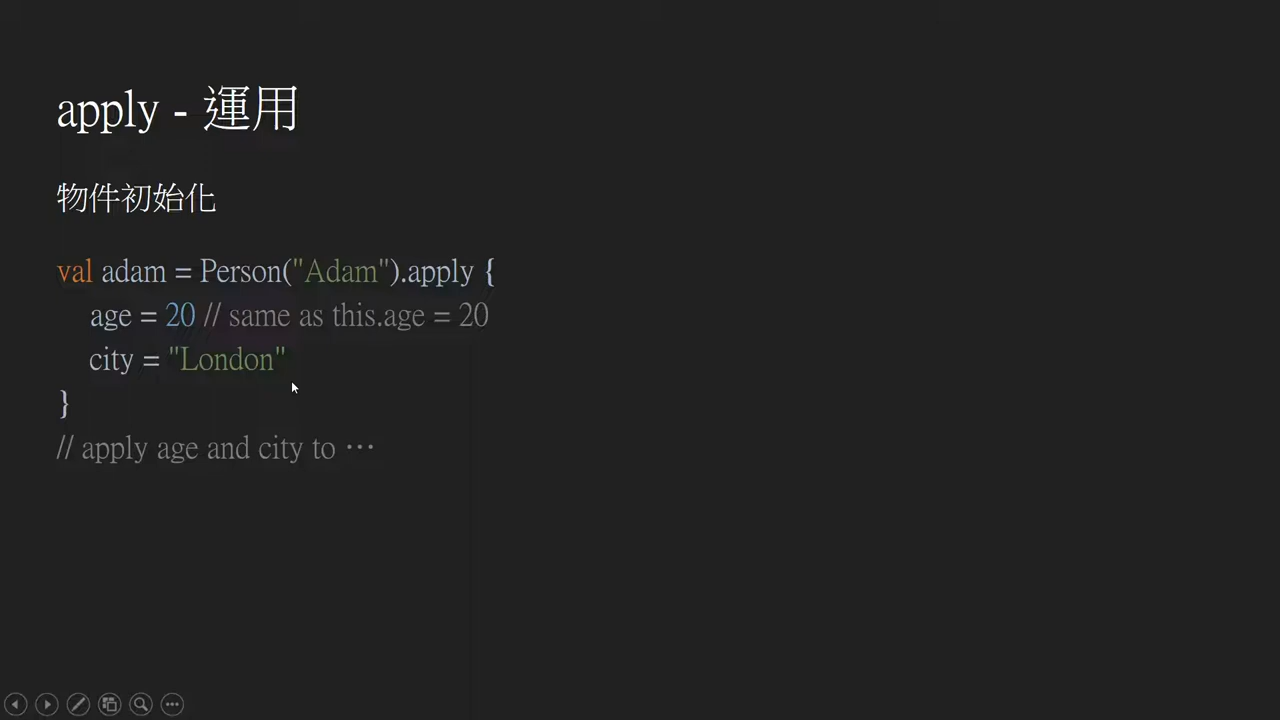 apply - 運用
物件初始化
val adam = Person("Adam").apply {
age = 20 // same as this.age = 20
city = "London"
}
// apply age and city to ⋯